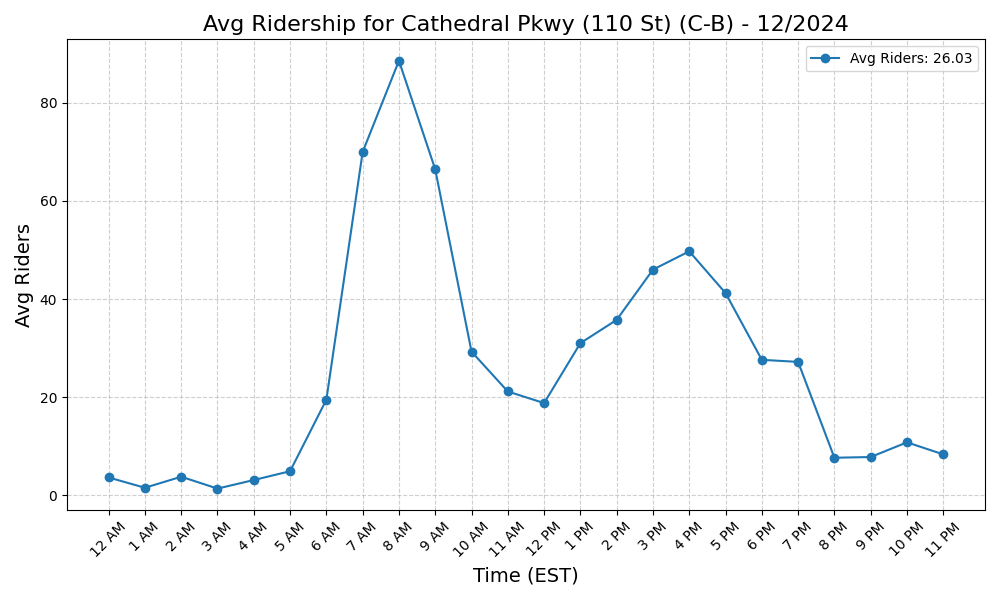 Avg Ridership for Cathedral Pkwy (110 St) (C-B) - 12/2024
Avg Riders: 26.03
Avg Riders
80
60
40
20
0
12 AM
1 AM
2 AM
3 AM
4 AM
5 AM
6 AM
7 AM
8 AM
9 AM
10 AM
11 AM
12 PM
1 PM
2 PM
3 PM
4 PM
5 PM
6 PM
7 PM
8 PM
9 PM
10 PM
11 PM
Time (EST)